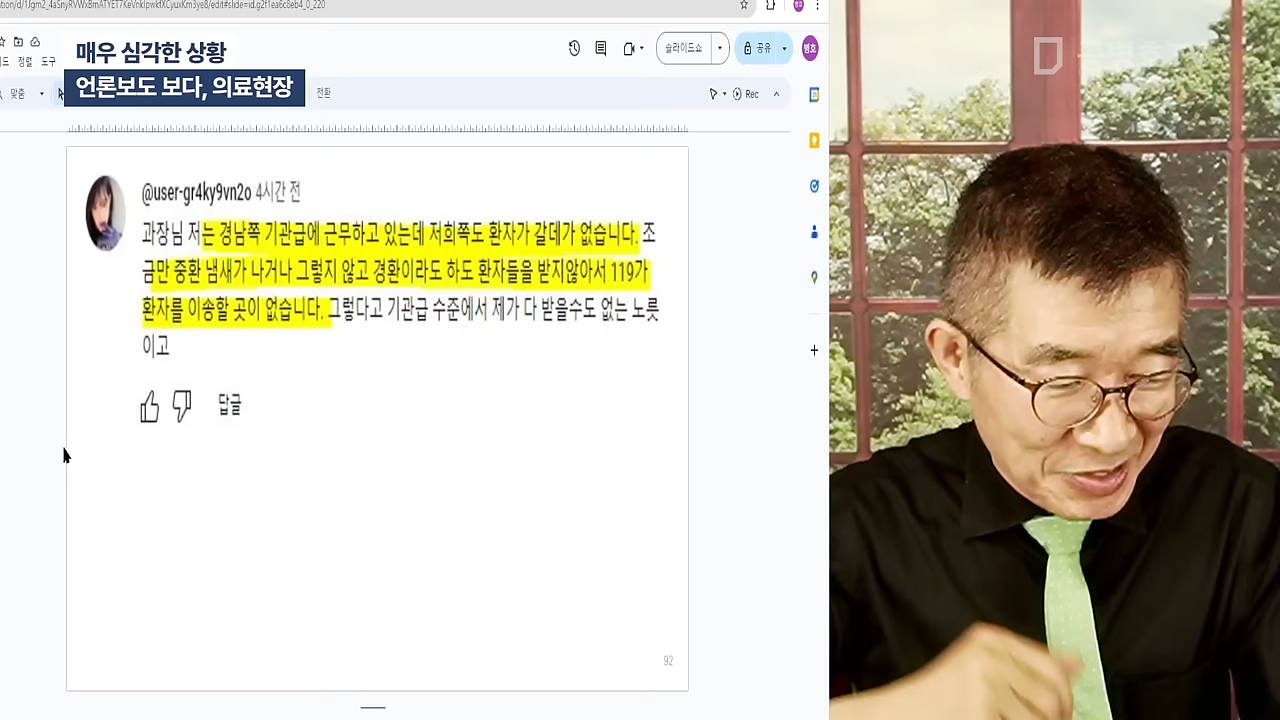 매우 심각한 상황
언론보도 보다, 의료현장
정렬 도구
슬라이드쇼
공유
병호
맞춤
전환
Rec
@user-gr4ky9vn2o 4시간 전
과장님 저는 경남쪽 기관급에 근무하고 있는데 저희쪽도 환자가 갈데가 없습니다. 조
금만 중환 냄새가 나거나 그렇지 않고 경환이라도 하도 환자들을 받지않아서 119가
환자를 이송할 곳이 없습니다. 그렇다고 기관급 수준에서 제가 다 받을수도 없는 노릇
이고
답글
92